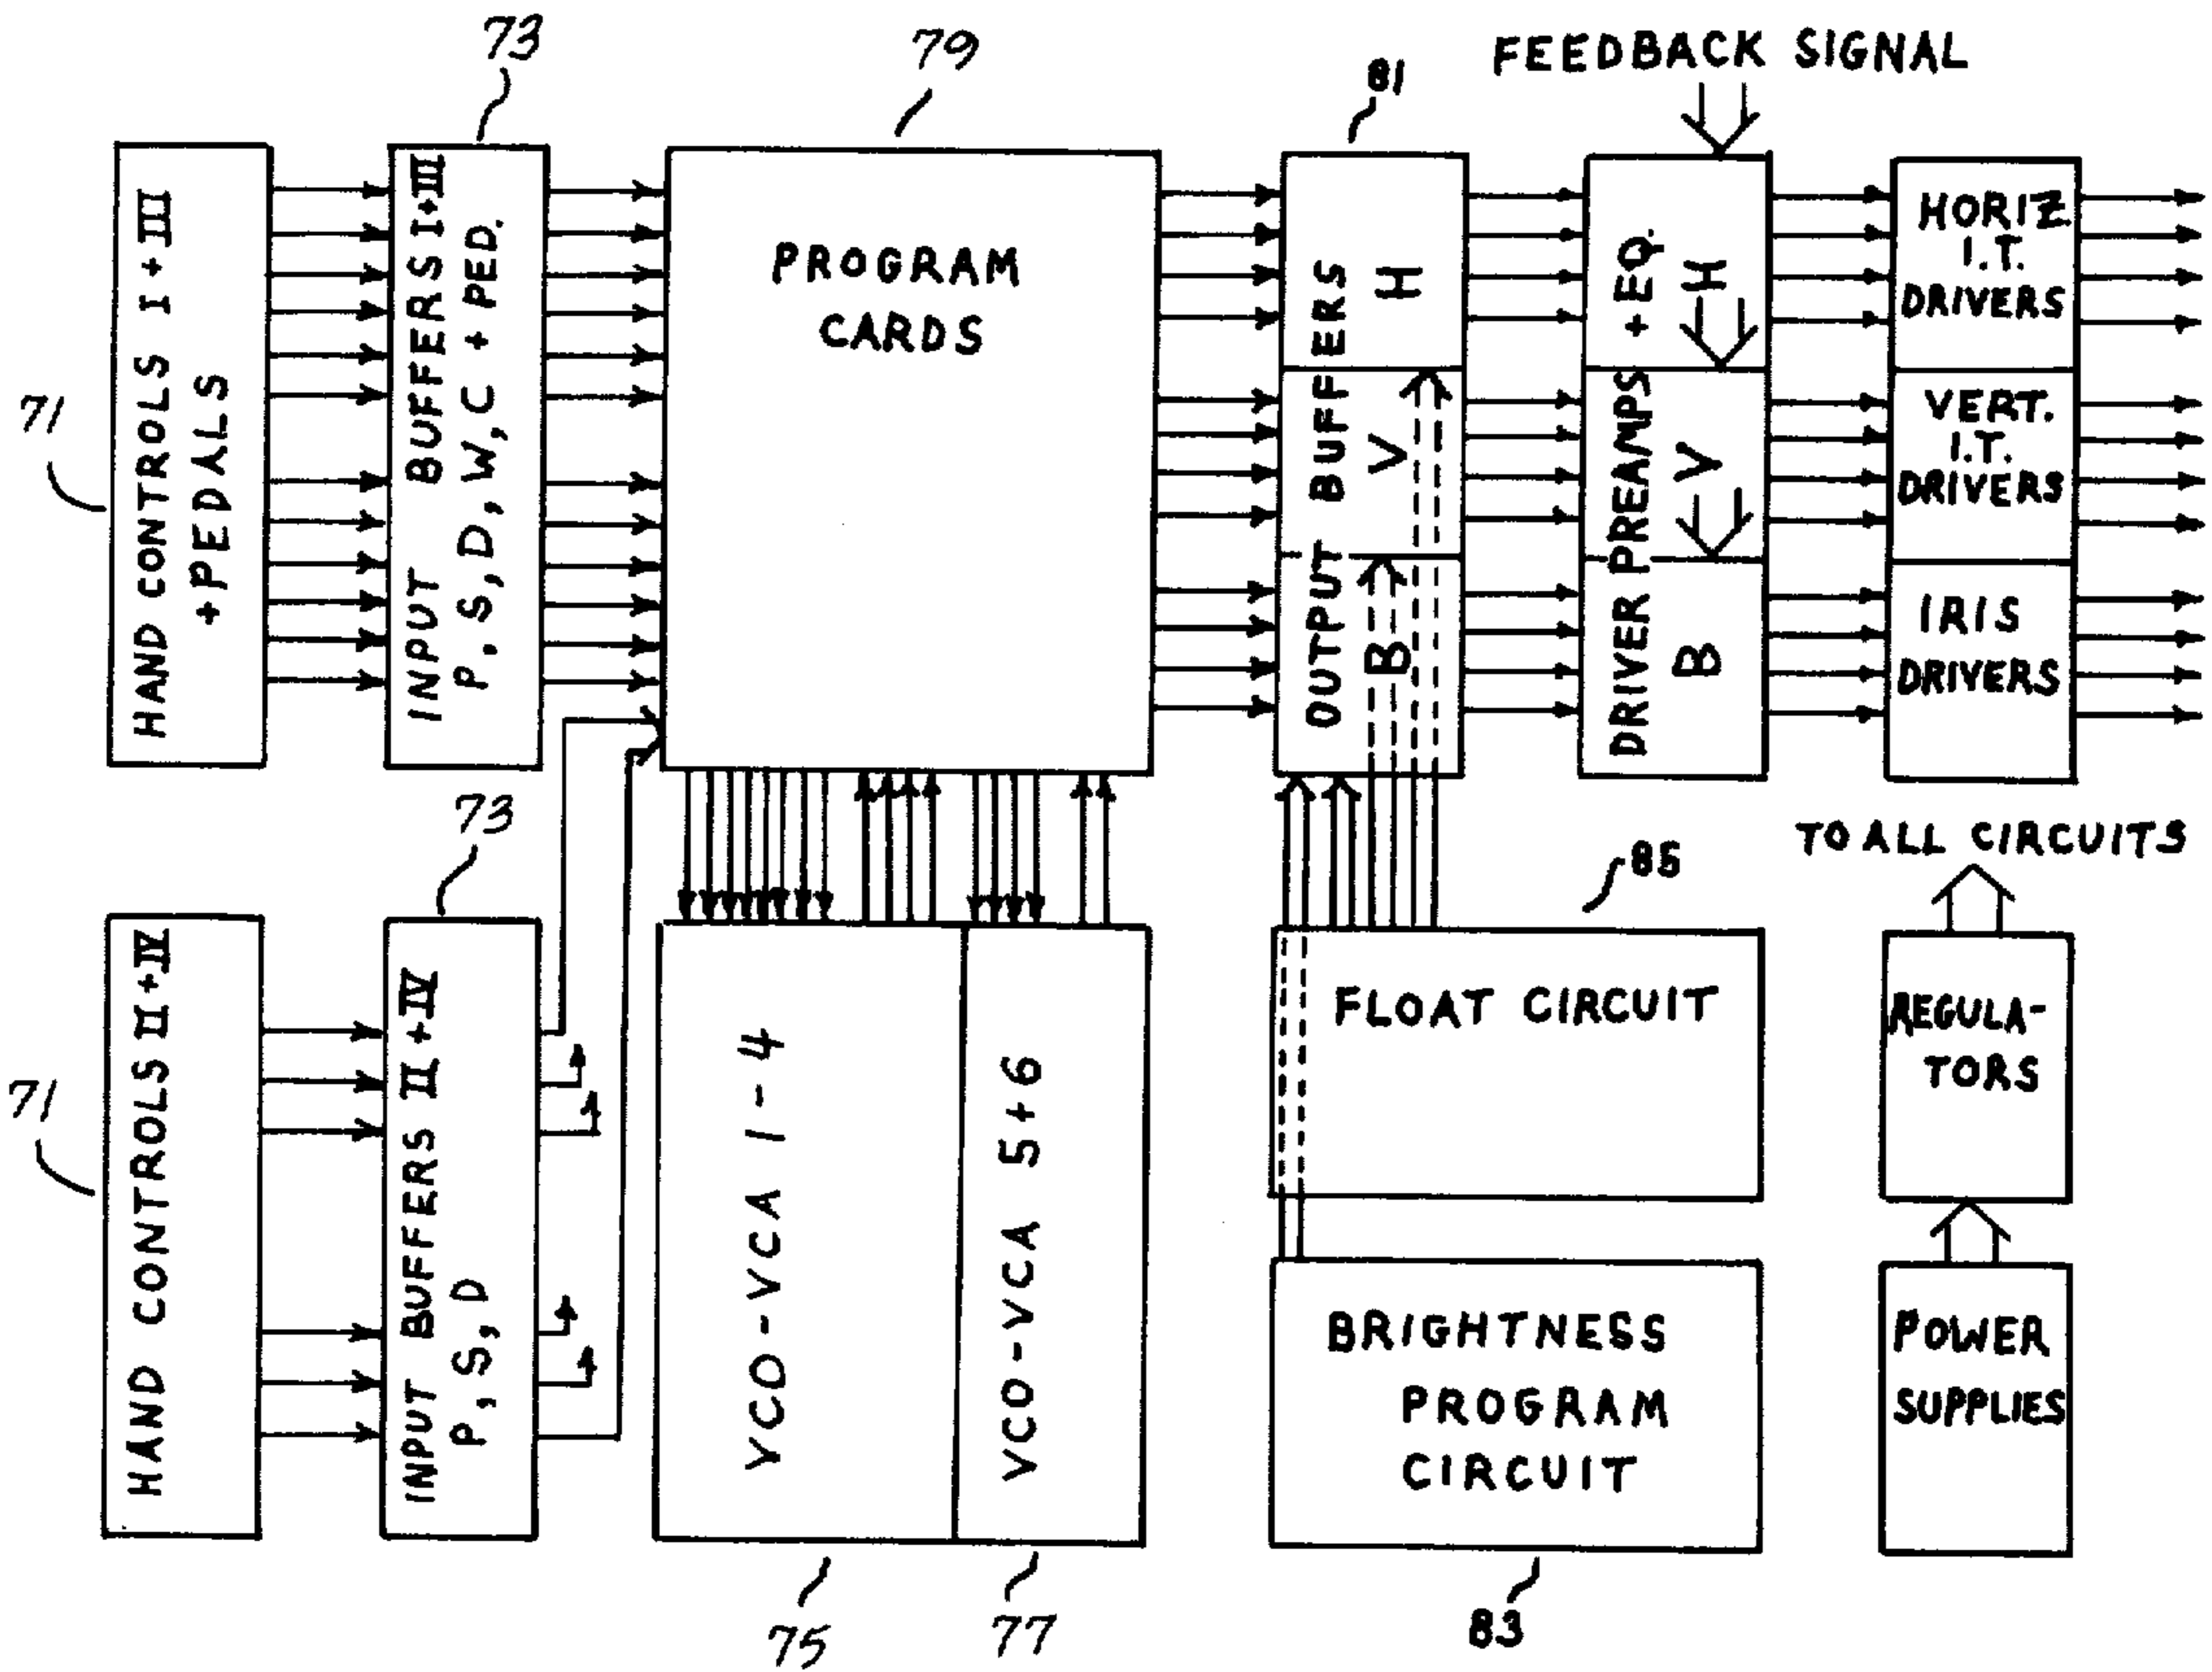 73
79
81
FEEDBACK SIGNAL
71
HAND CONTROLS I + III
+PEDALS
INPUT BUFFERS I+III
P, S, D, W, C + PED.
PROGRAM
CARDS
OUTPUT BUFFERS
H
V
B
DRIVER PREAMPS + EQ.
H
V
B
HORIZ
I.T.
DRIVERS
VERT.
I.T.
DRIVERS
IRIS
DRIVERS
73
71
HAND CONTROLS II+IV
INPUT BUFFERS II+IV
P, S, D
VCO-VCA 1-4
VCO-VCA 5+6
75
77
85
FLOAT CIRCUIT
BRIGHTNESS
PROGRAM
CIRCUIT
83
TO ALL CIRCUITS
REGULA-
TORS
POWER
SUPPLIES